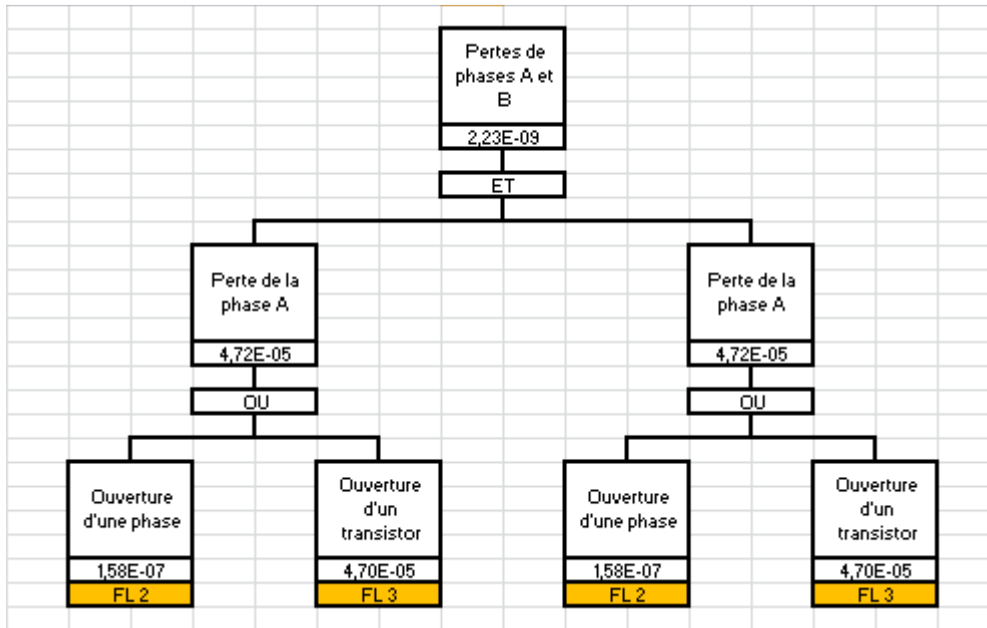 Pertes de
phases A et
B
2,23E-09
ET
Perte de la
phase A
4,72E-05
OU
Perte de la
phase A
4,72E-05
OU
Ouverture
d'une phase
1,58E-07
FL 2
Ouverture
d'un
transistor
4,70E-05
FL 3
Ouverture
d'une phase
1,58E-07
FL 2
Ouverture
d'un
transistor
4,70E-05
FL 3